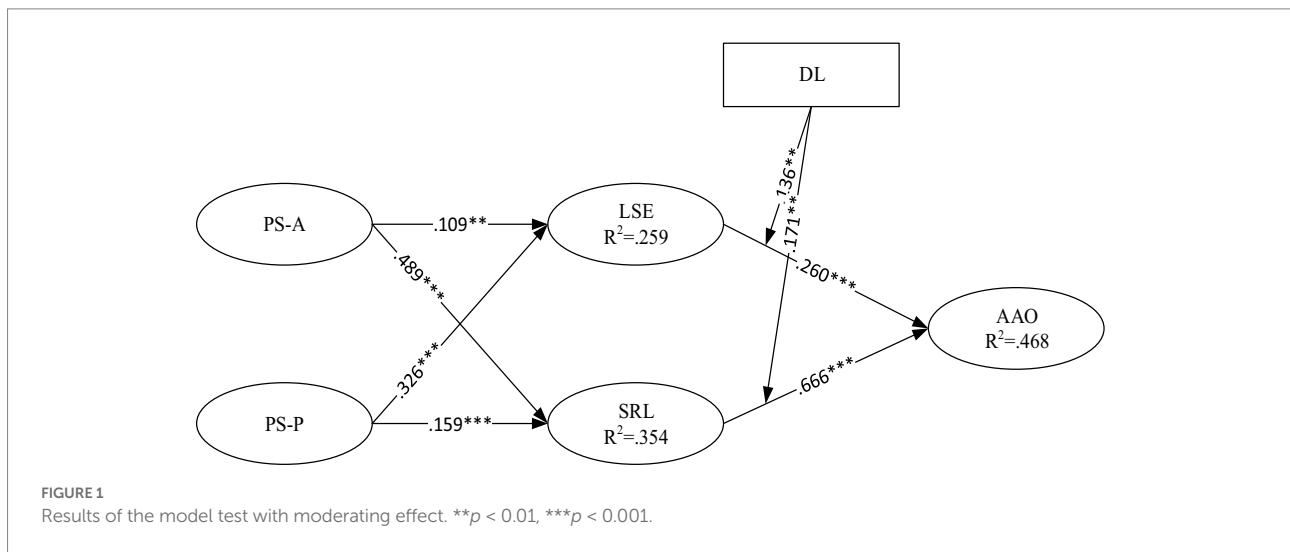 DL
.136**
.171**
PS-A
.109**
LSE
R²=.259
.489***
.260***
AAO
R²=.468
.326***
.666***
PS-P
.159***
SRL
R²=.354
FIGURE 1
Results of the model test with moderating effect. **p < 0.01, ***p < 0.001.